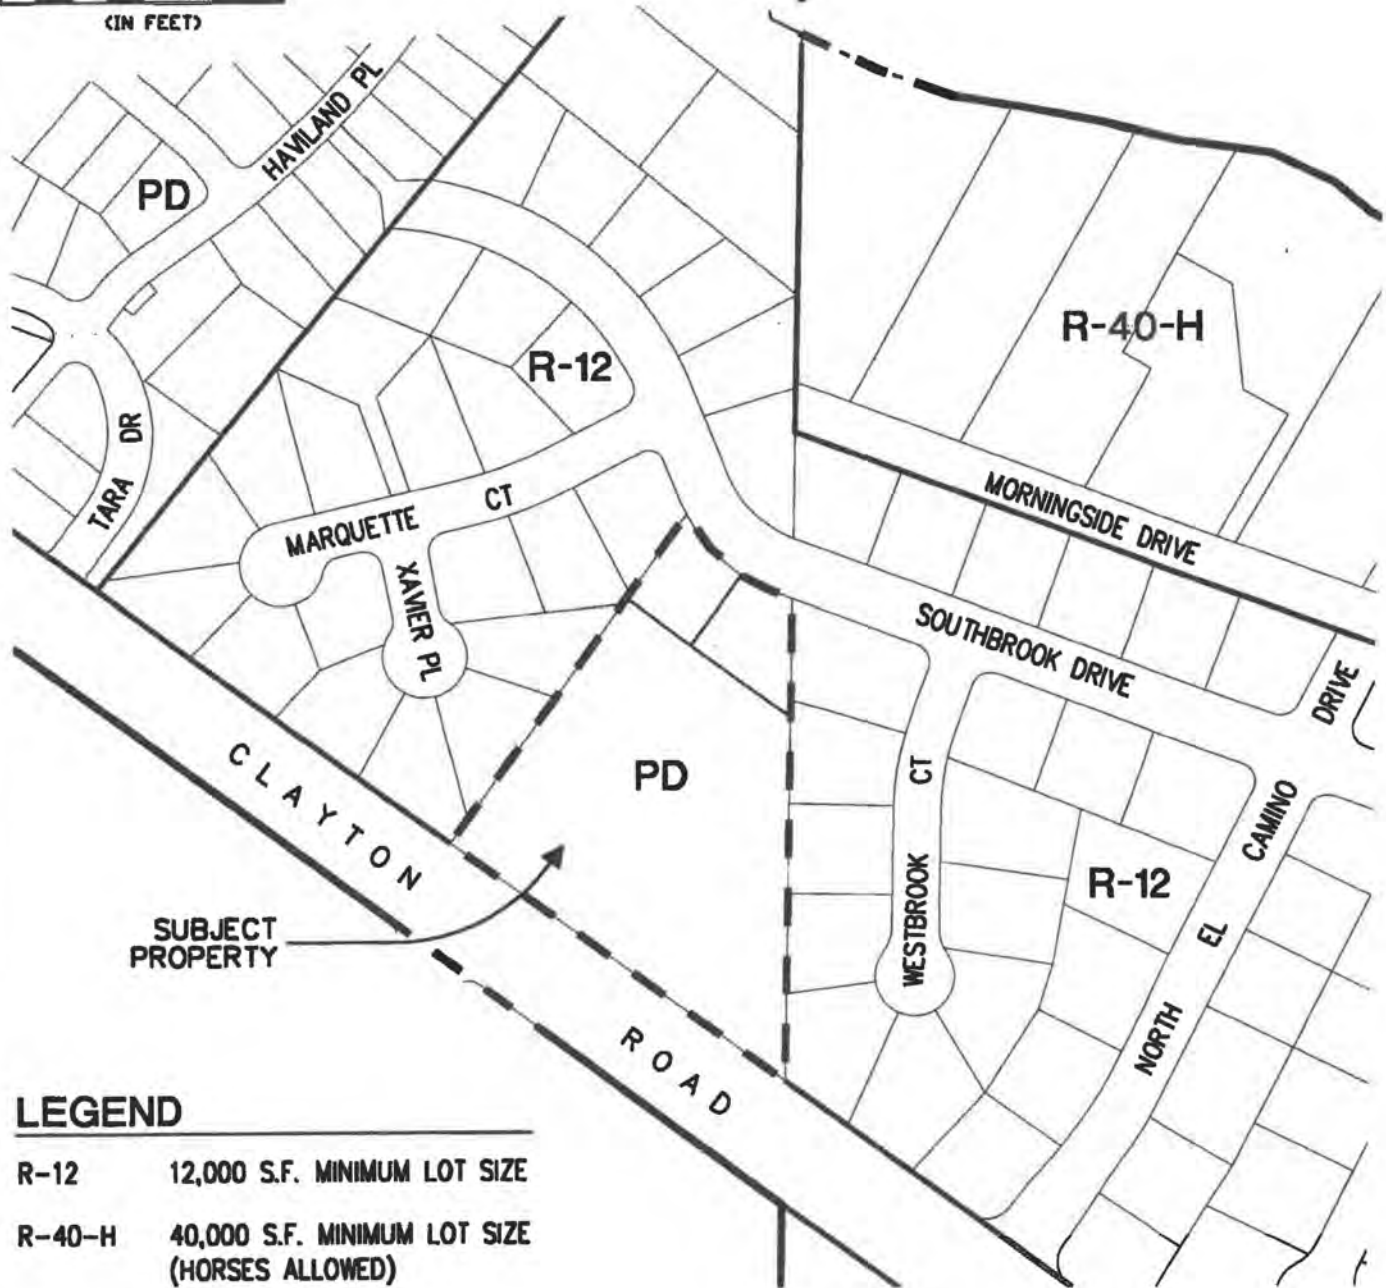 (IN FEET)
HAVILAND PL
PD
R-40-H
R-12
TARA DR
MARQUETTE CT
MORNINGSIDE DRIVE
XAVIER PL
SOUTHBROOK DRIVE
DRIVE
CLAYTON
PD
WESTBROOK CT
CAMINO
R-12
EL
NORTH
SUBJECT
PROPERTY
ROAD
LEGEND
R-12 12,000 S.F. MINIMUM LOT SIZE
R-40-H 40,000 S.F. MINIMUM LOT SIZE
(HORSES ALLOWED)